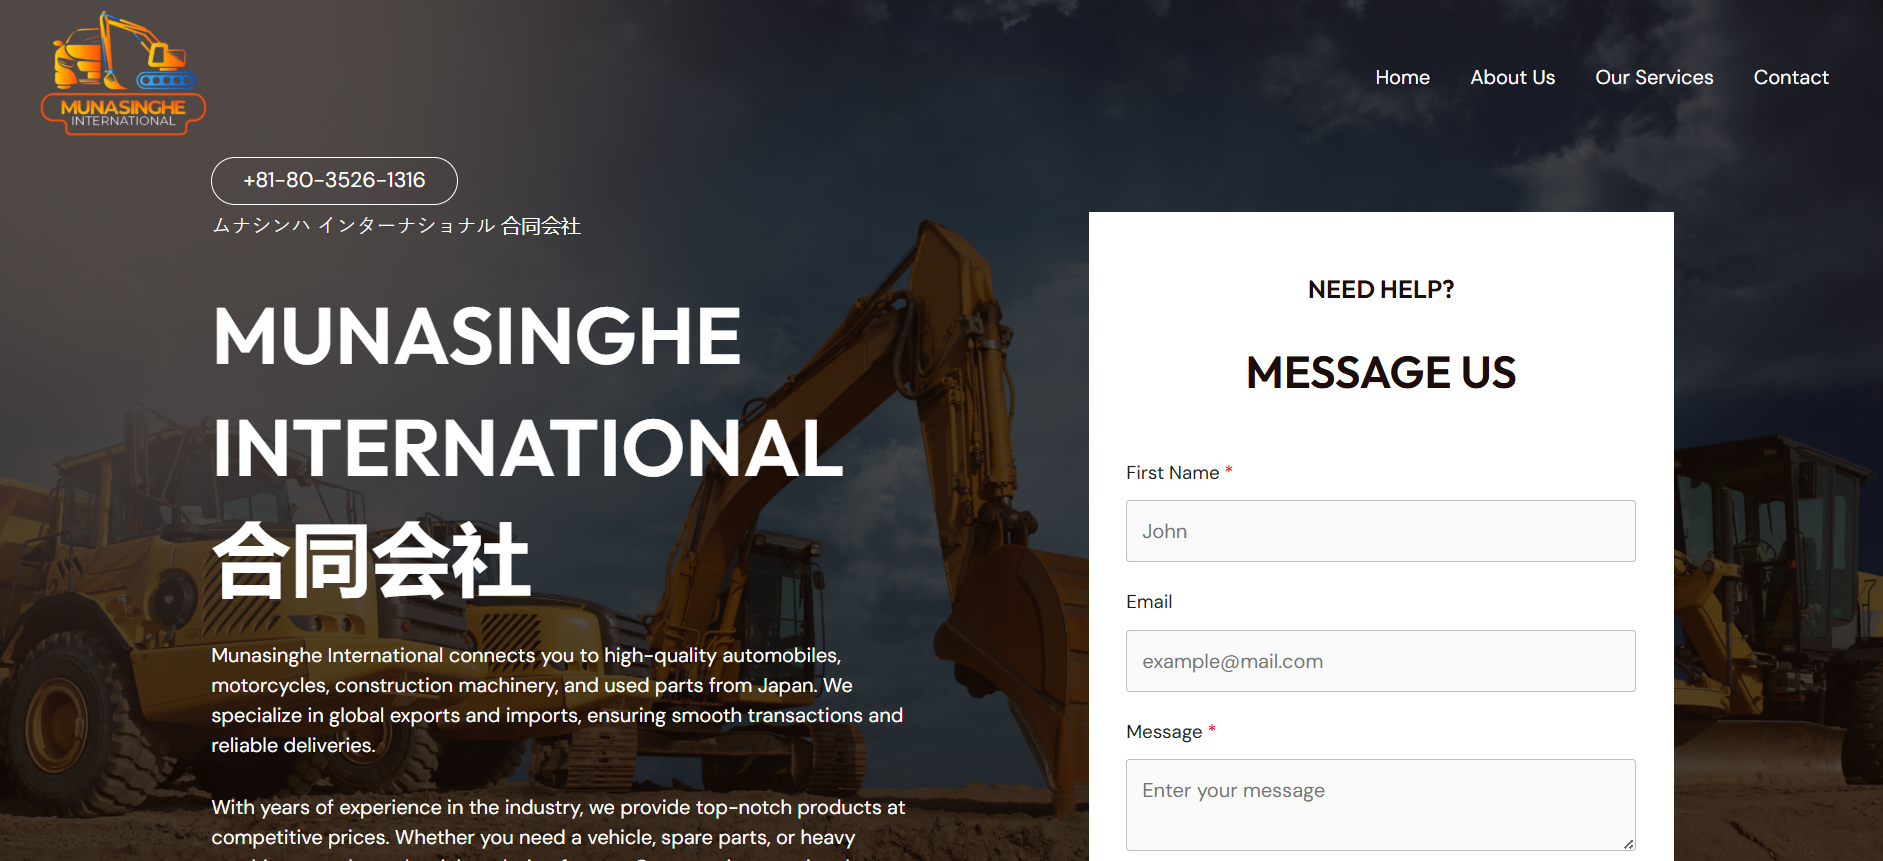 MUNASINGHE
INTERNATIONAL
Home
About Us
Our Services
Contact
+81-80-3526-1316
ムナシンハ インターナショナル 合同会社
MUNASINGHE
INTERNATIONAL
合同会社
Munasinghe International connects you to high-quality automobiles,
motorcycles, construction machinery, and used parts from Japan. We
specialize in global exports and imports, ensuring smooth transactions and
reliable deliveries.
With years of experience in the industry, we provide top-notch products at
competitive prices. Whether you need a vehicle, spare parts, or heavy
NEED HELP?
MESSAGE US
First Name *
John
Email
example@mail.com
Message *
Enter your message